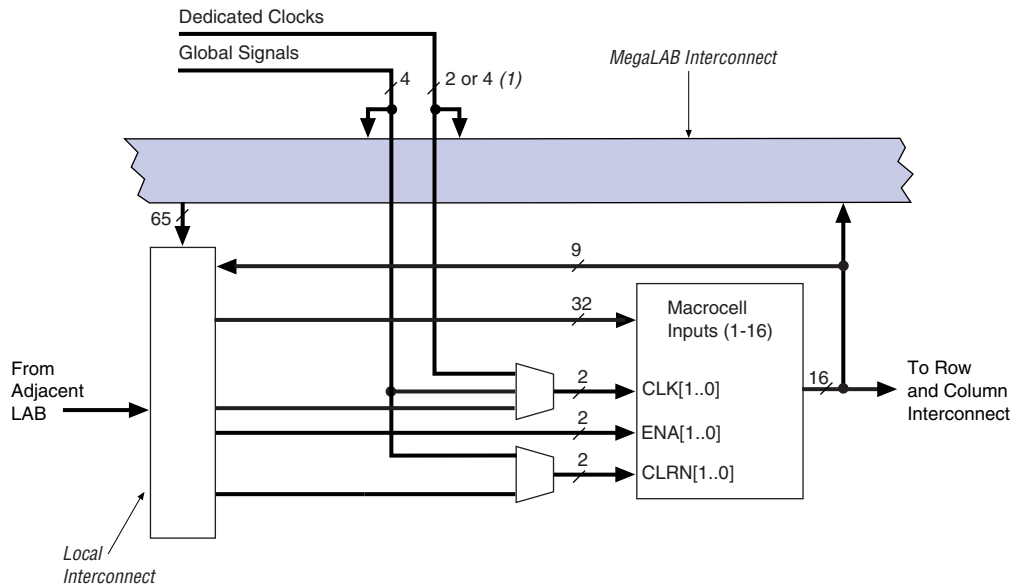 Dedicated Clocks
Global Signals
4
2 or 4 (1)
MegaLAB Interconnect
65
9
32
Macrocell
Inputs (1-16)
From
Adjacent
LAB
2
CLK[1..0]
16
To Row
and Column
Interconnect
2
ENA[1..0]
2
CLRN[1..0]
Local
Interconnect